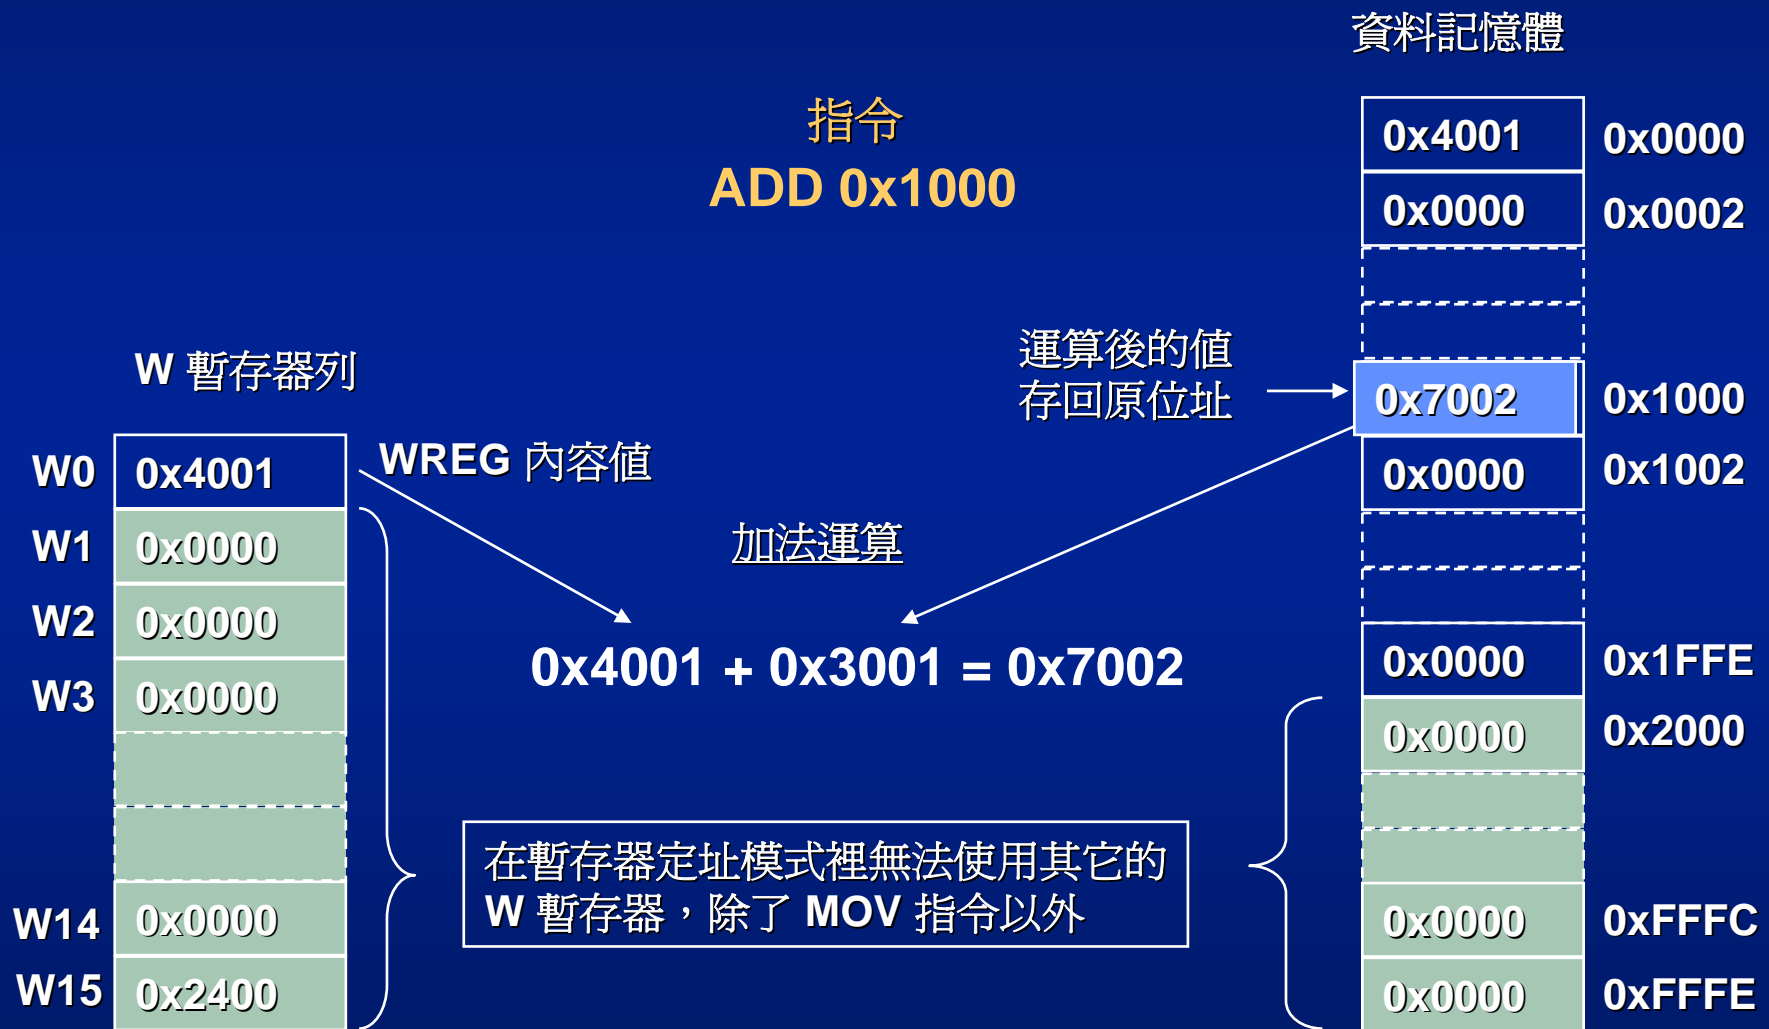 資料記憶體
指令
ADD 0x1000
0x4001 0x0000
0x0000 0x0002
運算後的值
存回原位址
0x7002 0x1000
0x0000 0x1002
W 暫存器列
W0 0x4001
WREG 內容值
W1 0x0000
W2 0x0000
W3 0x0000
加法運算
0x4001 + 0x3001 = 0x7002
0x0000 0x1FFE
0x0000 0x2000
在暫存器定址模式裡無法使用其它的
W 暫存器，除了 MOV 指令以外
W14 0x0000
W15 0x2400
0x0000 0xFFFC
0x0000 0xFFFE